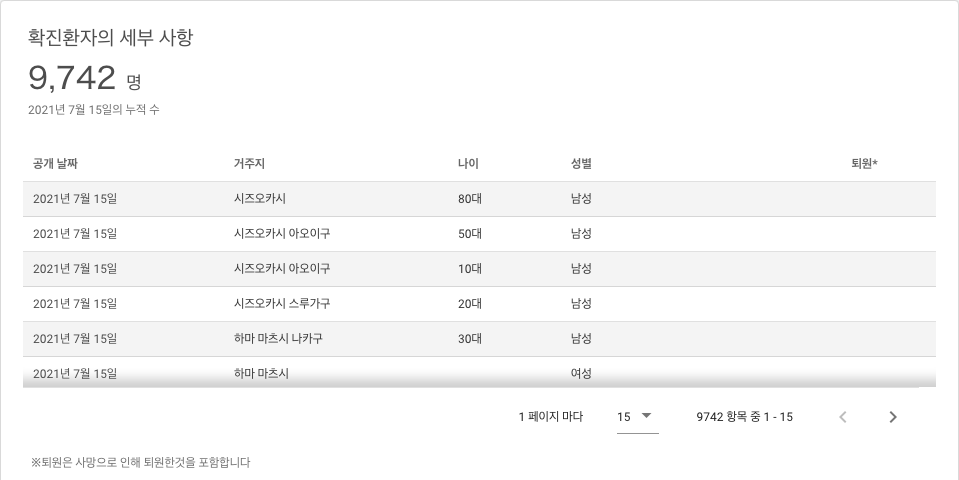 확진환자의 세부 사항
9,742 명
2021년 7월 15일의 누적 수
공개 날짜 거주지 나이 성별 퇴원*
2021년 7월 15일 시즈오카시 80대 남성
2021년 7월 15일 시즈오카시 아오이구 50대 남성
2021년 7월 15일 시즈오카시 아오이구 10대 남성
2021년 7월 15일 시즈오카시 스루가구 20대 남성
2021년 7월 15일 하마 마츠시 나카구 30대 남성
2021년 7월 15일 하마 마츠시 여성
1 페이지 마다 15 9742 항목 중 1 - 15
※퇴원은 사망으로 인해 퇴원한것을 포함합니다